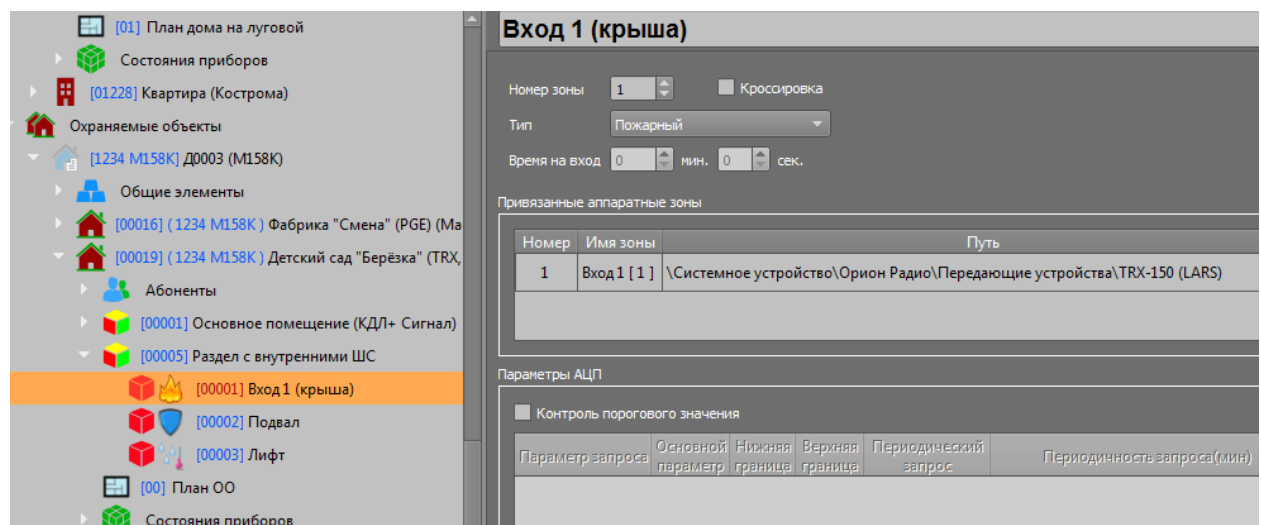 [01] План дома на луговой
Состояния приборов
[01228] Квартира (Кострома)
Охраняемые объекты
[1234 M158K] Д0003 (M158K)
Общие элементы
[00016] ( 1234 M158K ) Фабрика "Смена" (PGE) (Ма
[00019] ( 1234 M158K ) Детский сад "Берёзка" (TRX,
Абоненты
[00001] Основное помещение (КДЛ+ Сигнал)
[00005] Раздел с внутренними ШС
[00001] Вход 1 (крыша)
[00002] Подвал
[00003] Лифт
[00] План ОО
Состояния приборов
Вход 1 (крыша)
Номер зоны 1 Кроссировка
Тип Пожарный
Время на вход 0 мин. 0 сек.
Привязанные аппаратные зоны
Номер Имя зоны Путь
1 Вход 1 [ 1 ] \Системное устройство\Орион Радио\Передающие устройства\TRX-150 (LARS)
Параметры АЦП
Контроль порогового значения
Параметр запроса Основной параметр Нижняя граница Верхняя граница Периодический запрос Периодичность запроса(мин)